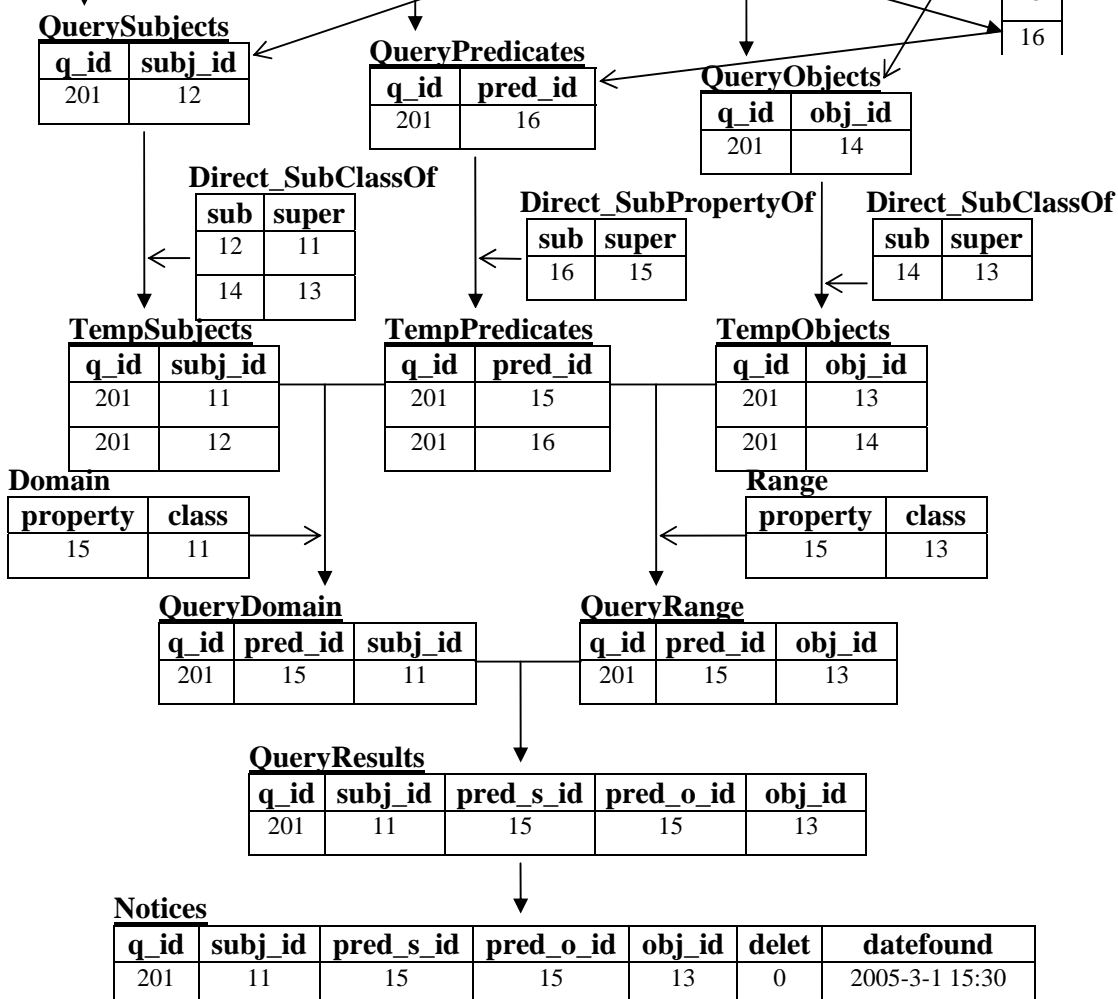 QuerySubjects
q_id subj_id
201 12
QueryPredicates
q_id pred_id
201 16
QueryObjects
q_id obj_id
201 14
16
Direct_SubClassOf
sub super
12 11
14 13
Direct_SubPropertyOf
sub super
16 15
Direct_SubClassOf
sub super
14 13
TempSubjects
q_id subj_id
201 11
201 12
TempPredicates
q_id pred_id
201 15
201 16
TempObjects
q_id obj_id
201 13
201 14
Domain
property class
15 11
Range
property class
15 13
QueryDomain
q_id pred_id subj_id
201 15 11
QueryRange
q_id pred_id obj_id
201 15 13
QueryResults
q_id subj_id pred_s_id pred_o_id obj_id
201 11 15 15 13
Notices
q_id subj_id pred_s_id pred_o_id obj_id delet datefound
201 11 15 15 13 0 2005-3-1 15:30